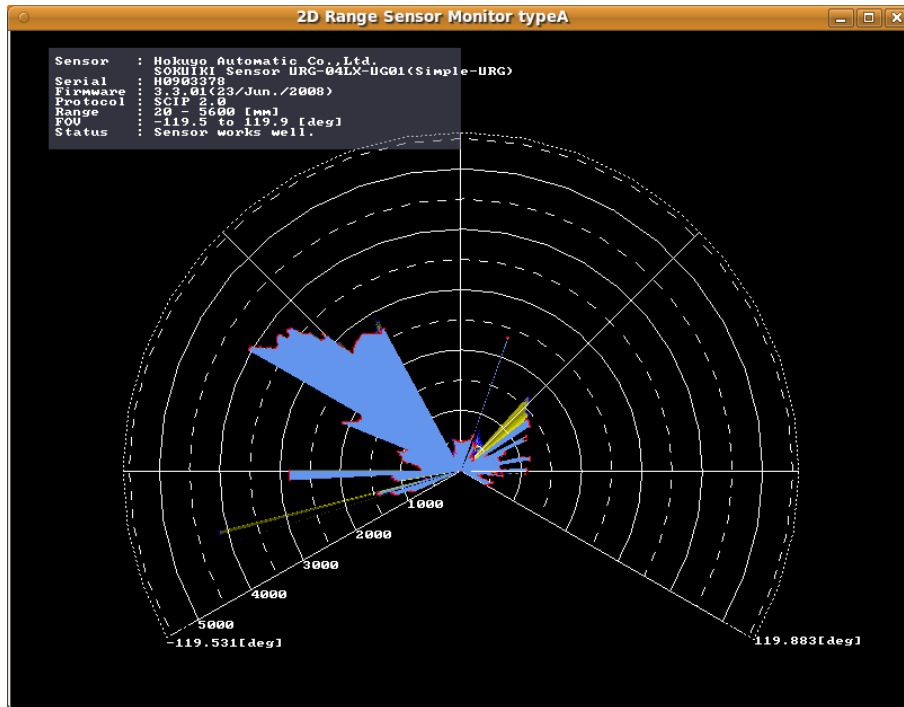 2D Range Sensor Monitor typeA
Sensor : Hokuyo Automatic Co.,Ltd.
SOKUIKI Sensor URG-04LX-UG01(Simple-URG)
Serial : H0903378
Firmware : 3.3.01(23/Jun./2008)
Protocol : SCIP 2.0
Range : 20 - 5600 [mm]
FOV : -119.5 to 119.9 [deg]
Status : Sensor works well.
1000
2000
3000
4000
5000
-119.531[deg]
119.883[deg]